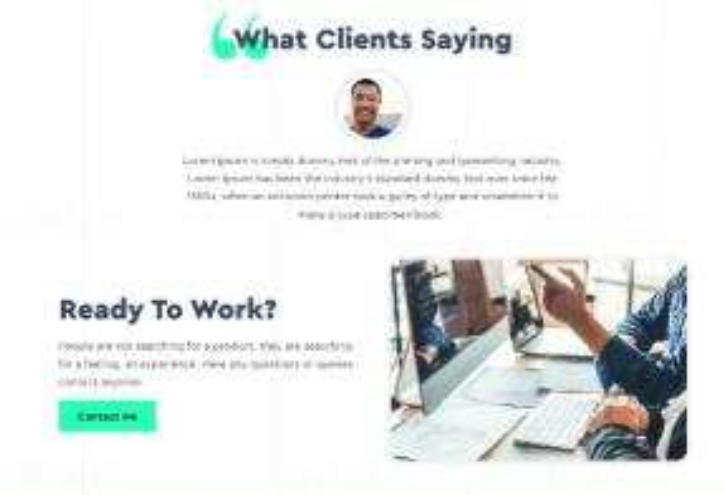 What Clients Saying
Lorem Ipsum is simply dummy text of the printing and typesetting industry.
Lorem Ipsum has been the industry's standard dummy text ever since the
1500s, when an unknown printer took a galley of type and scrambled it to
make a type specimen book.
Ready To Work?
People are not searching for a product, they are searching
for a feeling, an experience. Have any questions or queries
contact anytime.
Contact Me